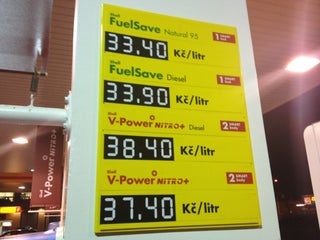 Shell
FuelSave Natural 95 1 SMART
33.40 Kč/litr
Shell
FuelSave Diesel 1 SMART
33.90 Kč/litr
Shell
V-Power NITRO+ Diesel 2 SMART body
38.40 Kč/litr
Shell
V-Power NITRO+ 2 SMART body
37.40 Kč/litr
V-Power NITRO+